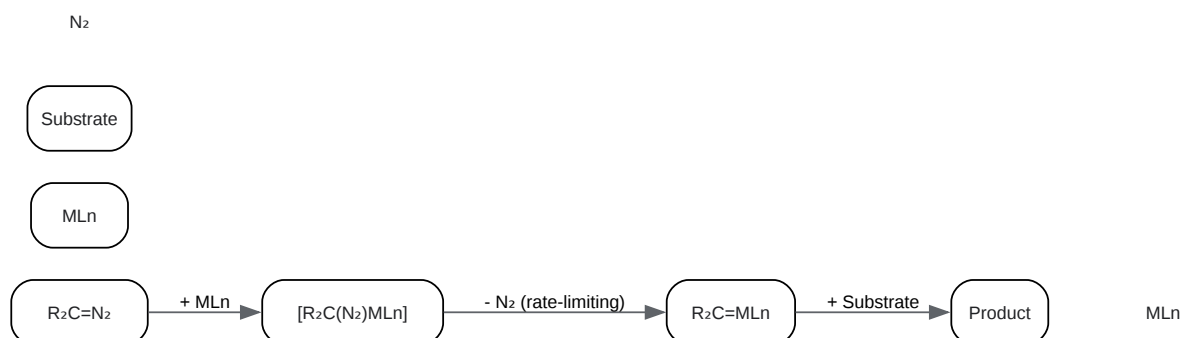 N₂
Substrate
MLn
R₂C=N₂
+ MLn
[R₂C(N₂)MLn]
- N₂ (rate-limiting)
R₂C=MLn
+ Substrate
Product
MLn